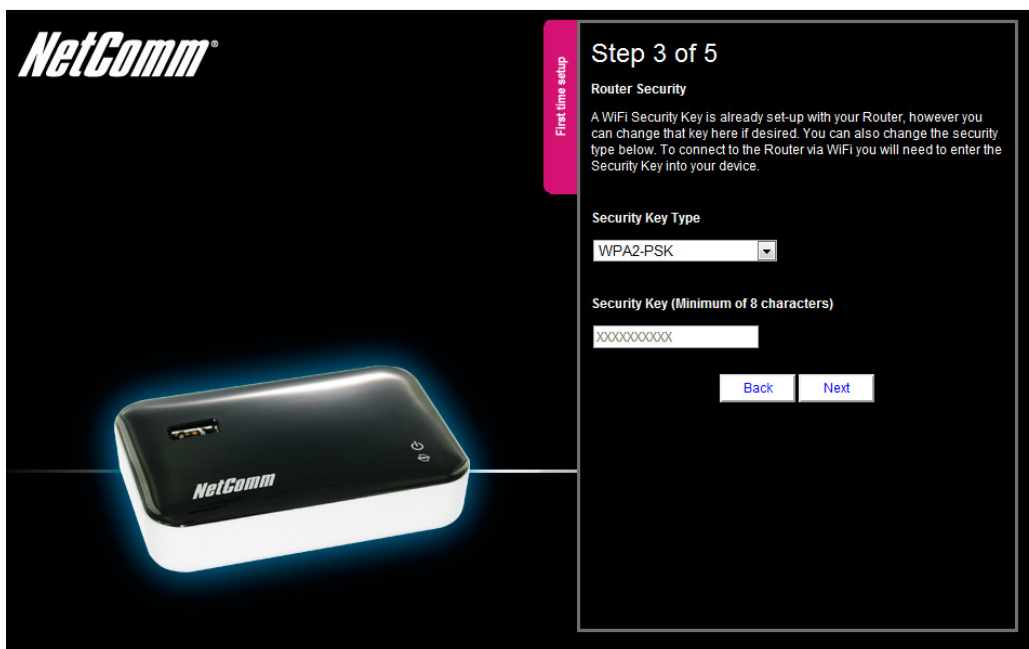 NetComm®
First time setup
Step 3 of 5
Router Security
A WiFi Security Key is already set-up with your Router, however you
can change that key here if desired. You can also change the security
type below. To connect to the Router via WiFi you will need to enter the
Security Key into your device.
Security Key Type
WPA2-PSK
Security Key (Minimum of 8 characters)
XXXXXXXXXX
Back Next
NetComm